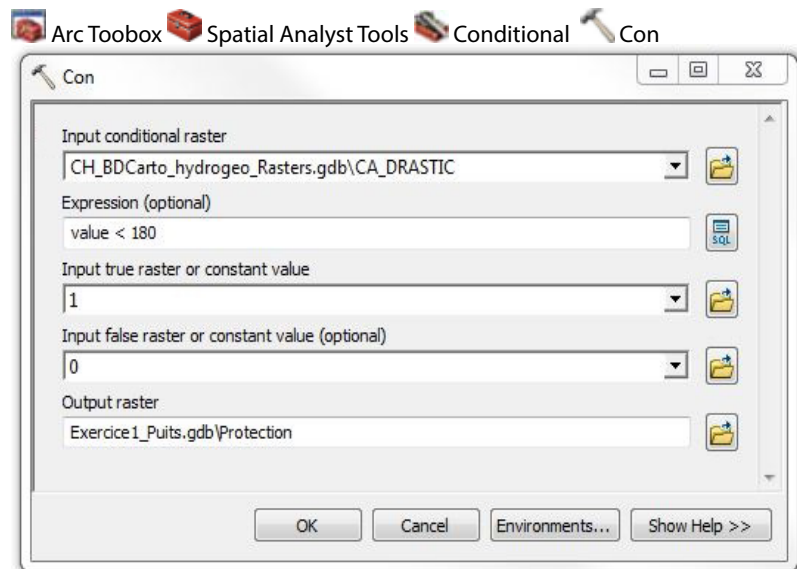 Arc Toobox Spatial Analyst Tools Conditional Con
Con
Input conditional raster
CH_BDCarto_hydrogeo_Rasters.gdb\CA_DRASTIC
Expression (optional)
value < 180
SQL
Input true raster or constant value
1
Input false raster or constant value (optional)
0
Output raster
Exercice1_Puits.gdb\Protection
OK Cancel Environments... Show Help >>